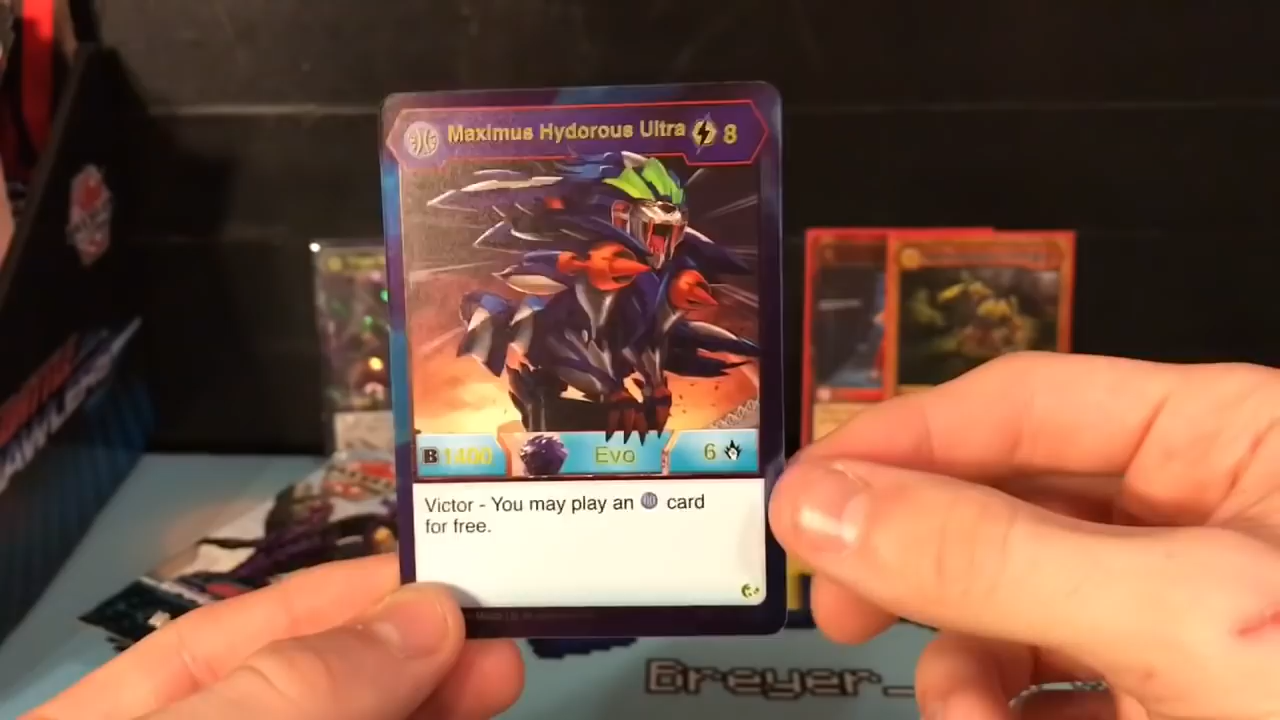 Maximus Hydorous Ultra 8
B 1400 Evo 6
Victor - You may play an card
for free.
Breyer_